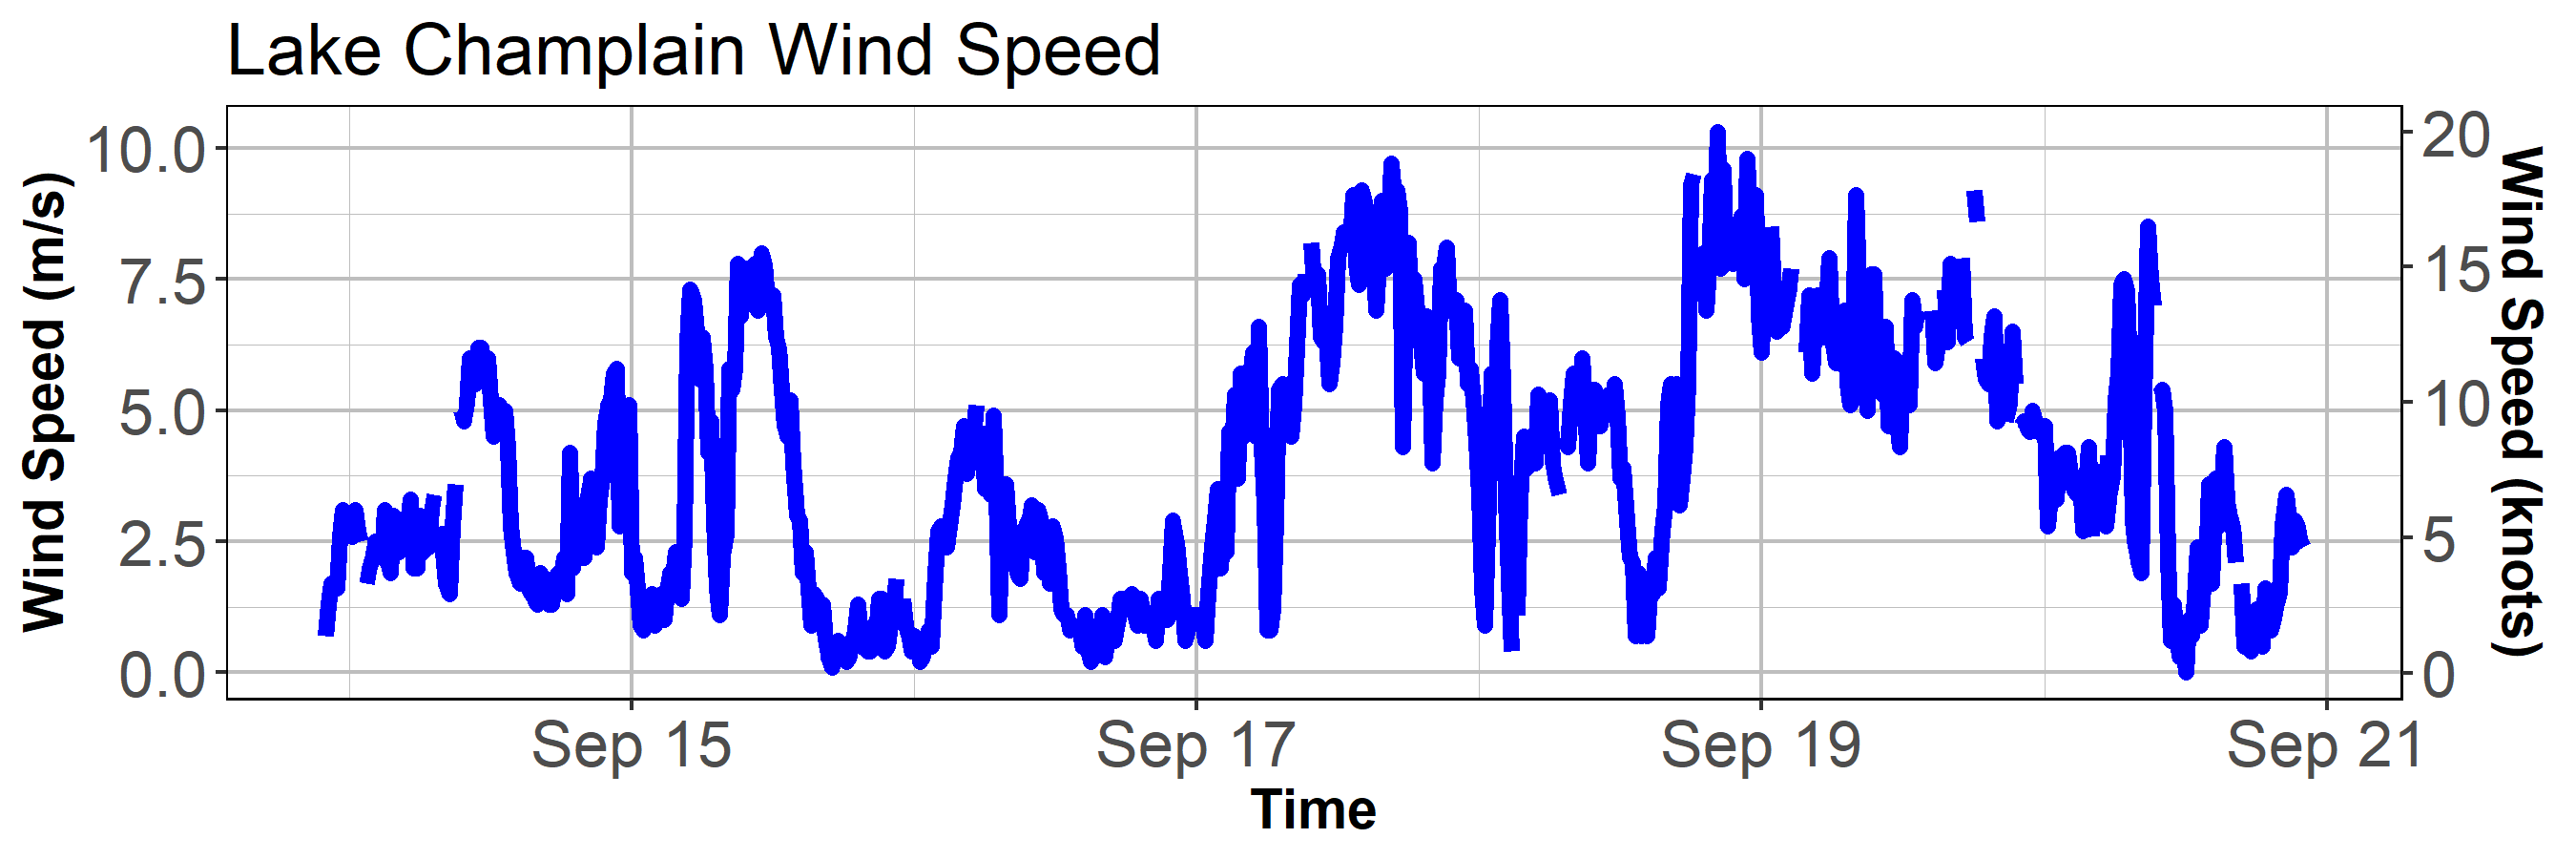 Lake Champlain Wind Speed
Wind Speed (m/s)
10.0
7.5
5.0
2.5
0.0
20
15
10
5
0
Wind Speed (knots)
Sep 15 Sep 17 Sep 19 Sep 21
Time